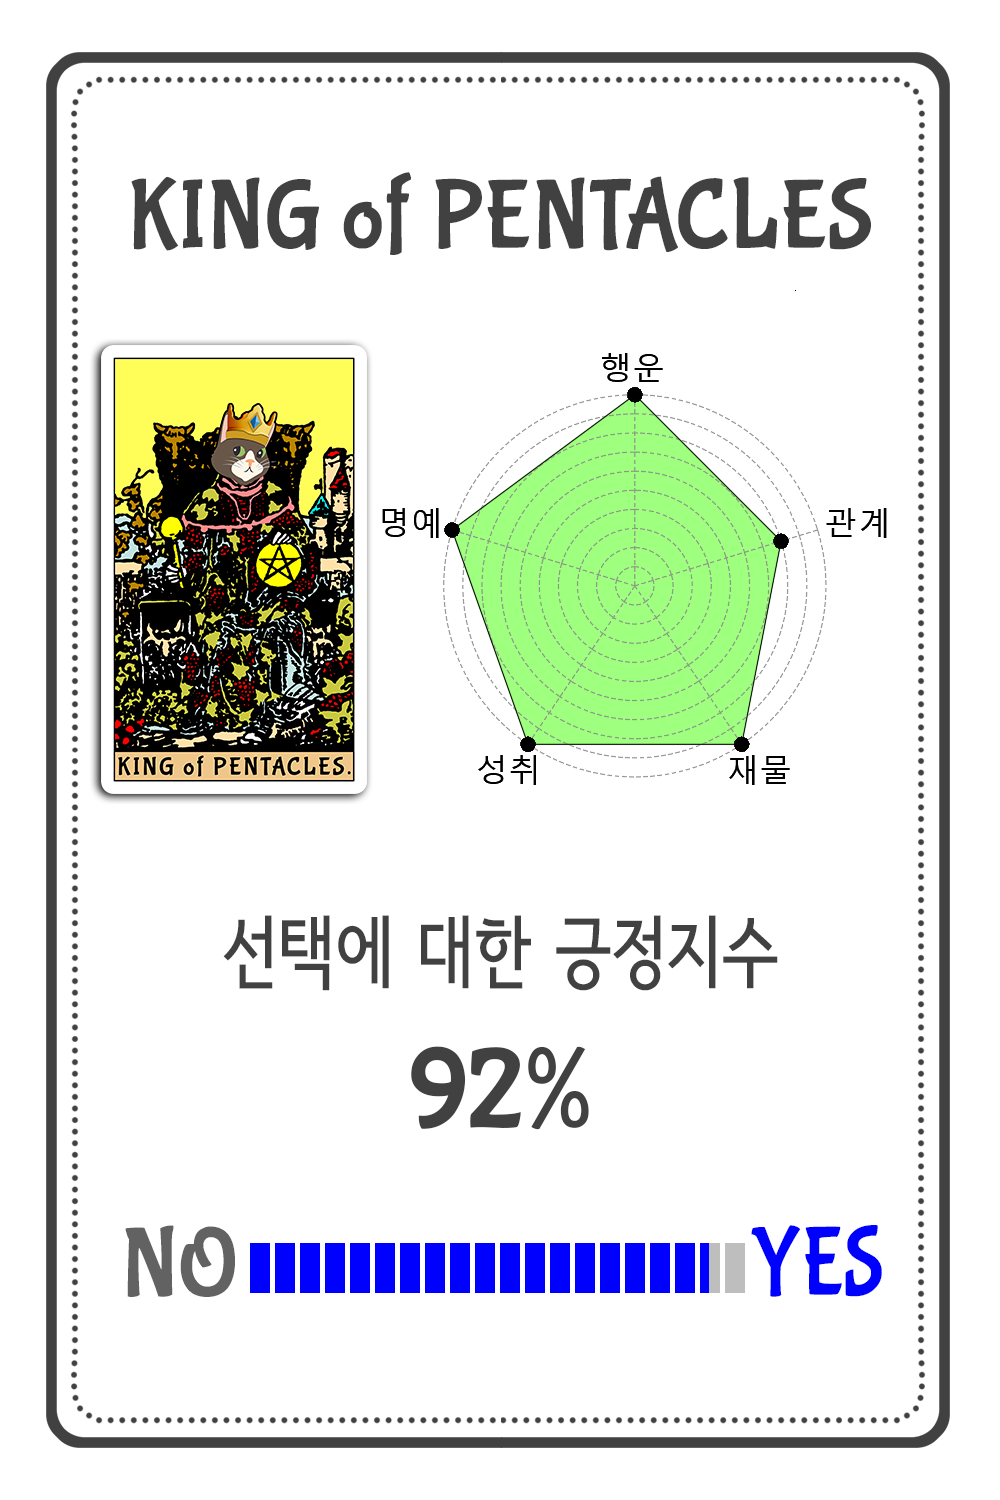 KING of PENTACLES
행운
명예
관계
성취
재물
KING of PENTACLES.
선택에 대한 긍정지수
92%
NO
YES